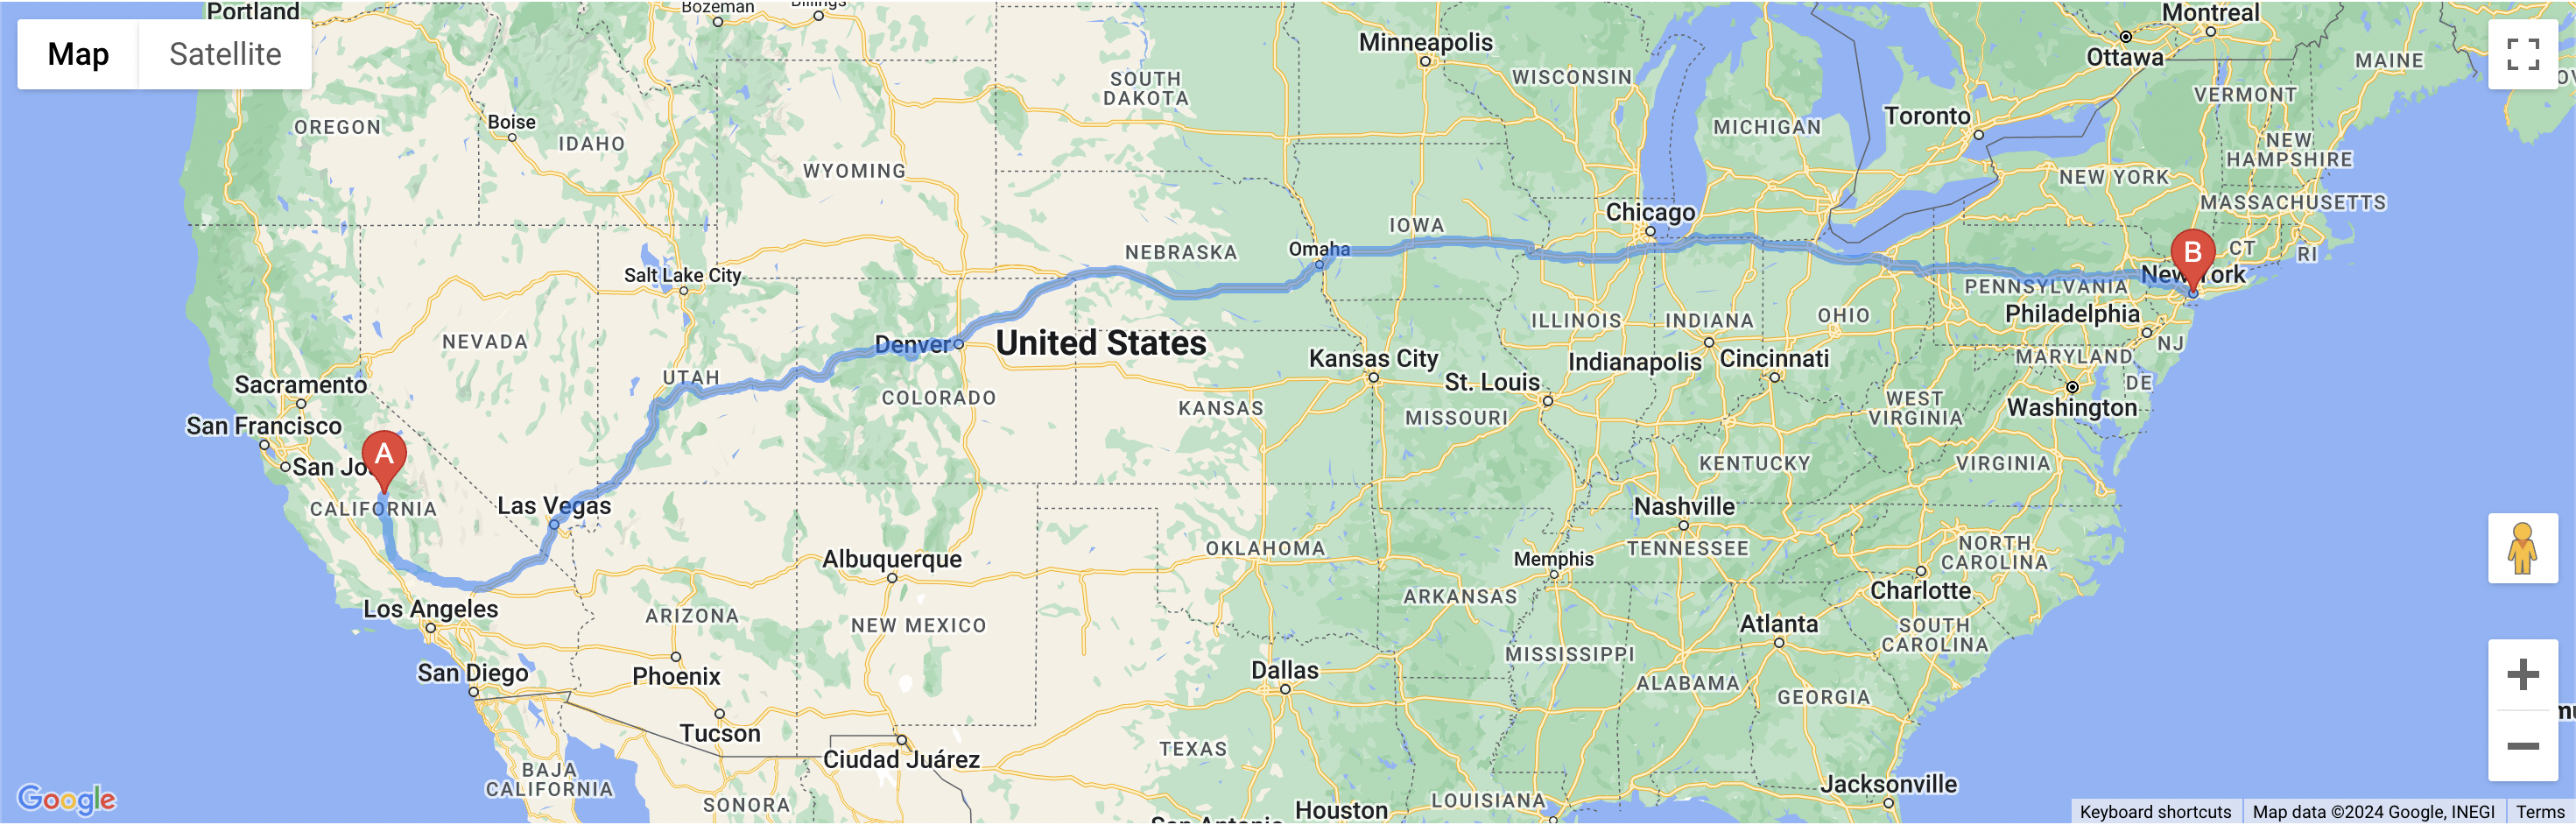 Portland
Bozeman
Billings
Montreal
Map
Satellite
Minneapolis
Ottawa
MAINE
SOUTH
DAKOTA
WISCONSIN
VERMONT
OREGON
Boise
IDAHO
MICHIGAN
Toronto
NEW
HAMPSHIRE
WYOMING
NEW YORK
MASSACHUSETTS
Chicago
IOWA
NEBRASKA
Omaha
B
CT
RI
Salt Lake City
New York
PENNSYLVANIA
NEVADA
Denver
United States
ILLINOIS
INDIANA
OHIO
Philadelphia
NJ
Kansas City
Indianapolis
Cincinnati
MARYLAND
Sacramento
UTAH
COLORADO
St. Louis
DE
KANSAS
MISSOURI
WEST
VIRGINIA
Washington
San Francisco
A
San Jo
KENTUCKY
VIRGINIA
CALIFORNIA
Las Vegas
Nashville
Albuquerque
OKLAHOMA
Memphis
TENNESSEE
NORTH
CAROLINA
Los Angeles
ARIZONA
NEW MEXICO
ARKANSAS
Charlotte
Atlanta
SOUTH
CAROLINA
San Diego
Phoenix
Dallas
MISSISSIPPI
ALABAMA
GEORGIA
Tucson
Ciudad Juárez
TEXAS
BAJA
CALIFORNIA
SONORA
Jacksonville
Google
San Antonio
Houston
LOUISIANA
Keyboard shortcuts
Map data ©2024 Google, INEGI
Terms